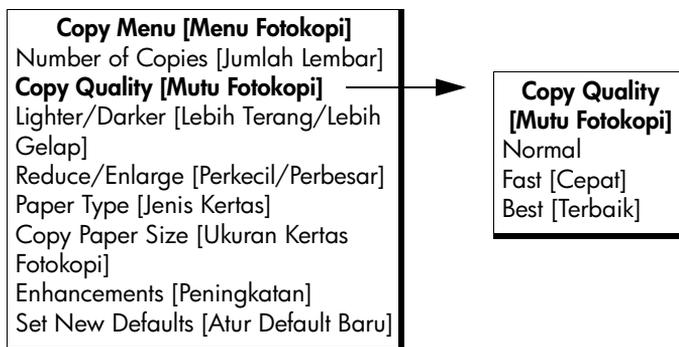 Copy Menu [Menu Fotokopi]
Number of Copies [Jumlah Lembar]
Copy Quality [Mutu Fotokopi]
Lighter/Darker [Lebih Terang/Lebih
Gelap]
Reduce/Enlarge [Perkecil/Perbesar]
Paper Type [Jenis Kertas]
Copy Paper Size [Ukuran Kertas
Fotokopi]
Enhancements [Peningkatan]
Set New Defaults [Atur Default Baru]
Copy Quality
[Mutu Fotokopi]
Normal
Fast [Cepat]
Best [Terbaik]